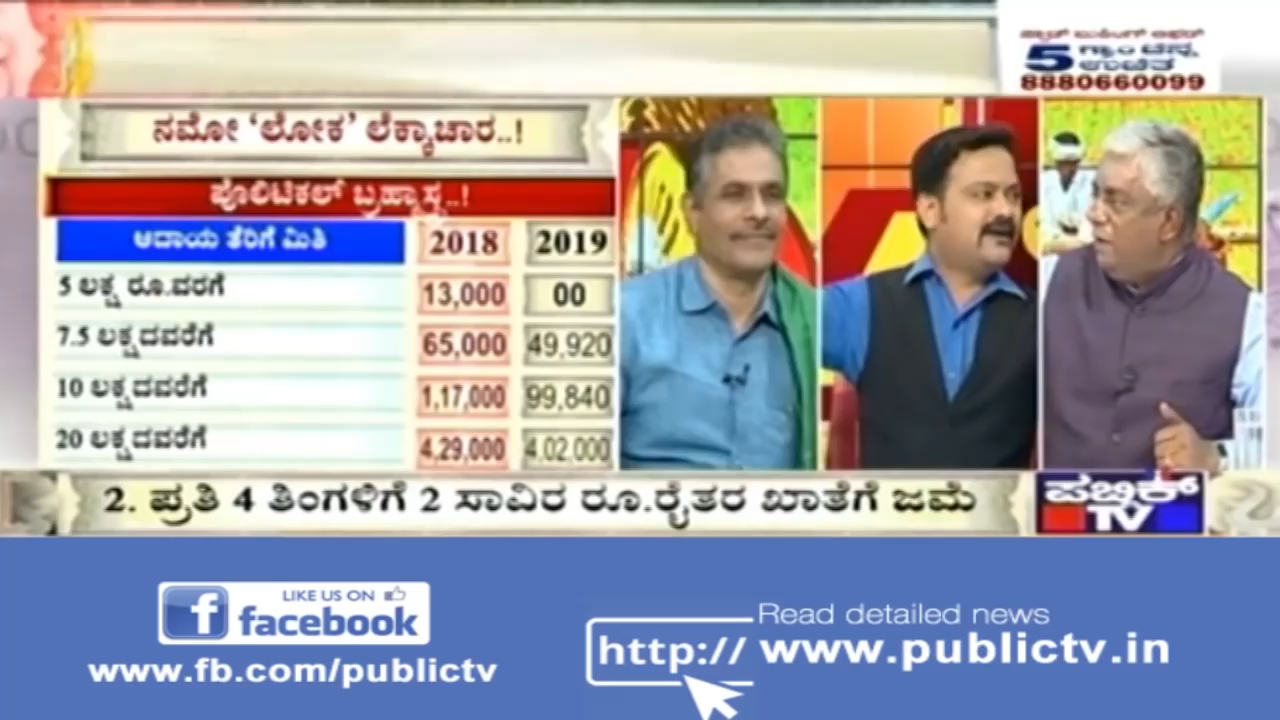 5 ಗ್ರಾಂ ಚಿನ್ನ
ಉಚಿತ
8880660099
ನಮೋ ‘ಲೋಕ’ ಲೆಕ್ಕಾಚಾರ..!
ಪೊಲಿಟಿಕಲ್ ಬ್ರಹ್ಮಾಸ್ತ್ರ..!
ಆದಾಯ ತೆರಿಗೆ ಮಿತಿ 2018 2019
5 ಲಕ್ಷ ರೂ.ವರೆಗೆ 13,000 00
7.5 ಲಕ್ಷದವರೆಗೆ 65,000 49,920
10 ಲಕ್ಷದವರೆಗೆ 1,17,000 99,840
20 ಲಕ್ಷದವರೆಗೆ 4,29,000 4,02,000
2. ಪ್ರತಿ 4 ತಿಂಗಳಿಗೆ 2 ಸಾವಿರ ರೂ.ರೈತರ ಖಾತೆಗೆ ಜಮೆ
ಪಬ್ಲಿಕ್
TV
LIKE US ON
facebook
www.fb.com/publictv
Read detailed news
http:// www.publictv.in